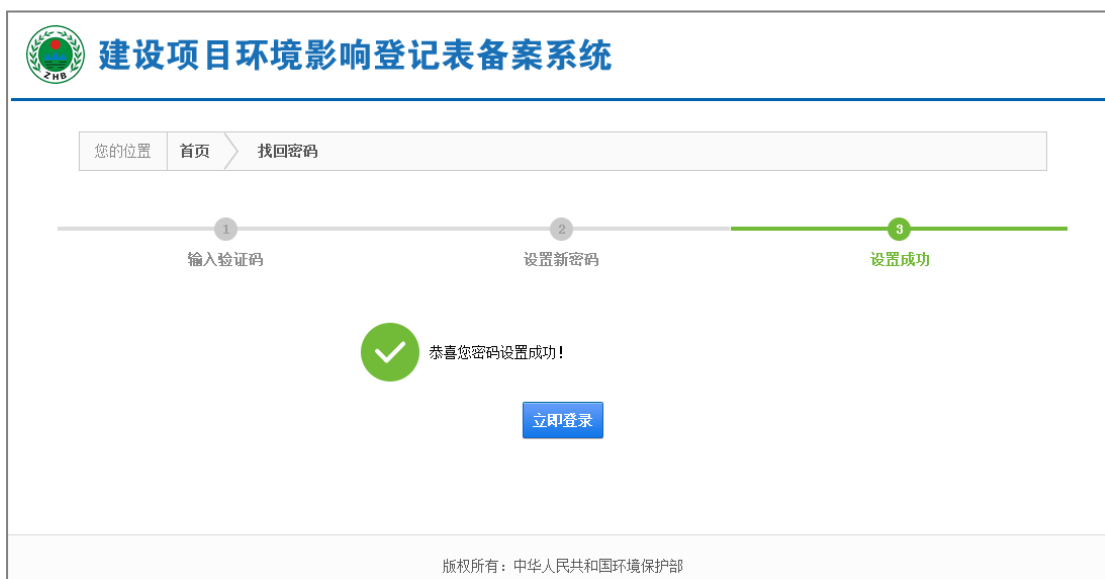 ZHB
建设项目环境影响登记表备案系统
您的位置 首页 找回密码
1 2 3
输入验证码 设置新密码 设置成功
恭喜您密码设置成功!
立即登录
版权所有：中华人民共和国环境保护部